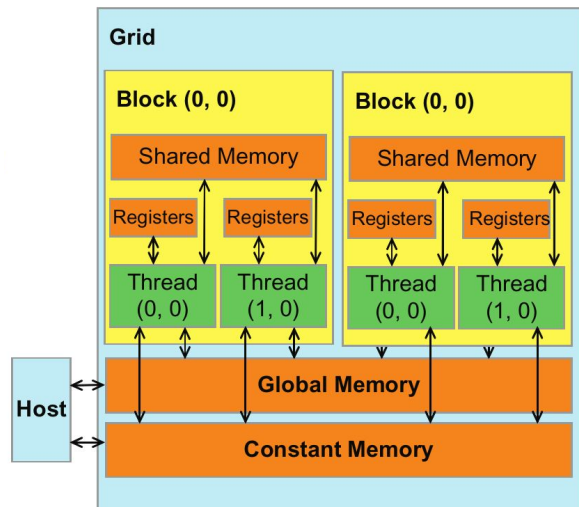 Grid
Block (0, 0)
Shared Memory
Registers
Registers
Thread
(0, 0)
Thread
(1, 0)
Block (0, 0)
Shared Memory
Registers
Registers
Thread
(0, 0)
Thread
(1, 0)
Host
Global Memory
Constant Memory